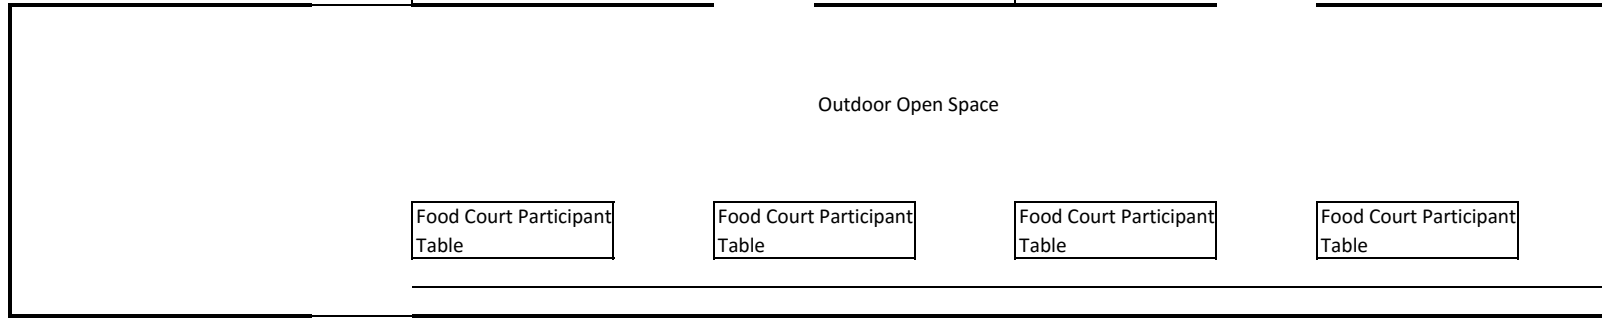 Outdoor Open Space
Food Court Participant
Table
Food Court Participant
Table
Food Court Participant
Table
Food Court Participant
Table